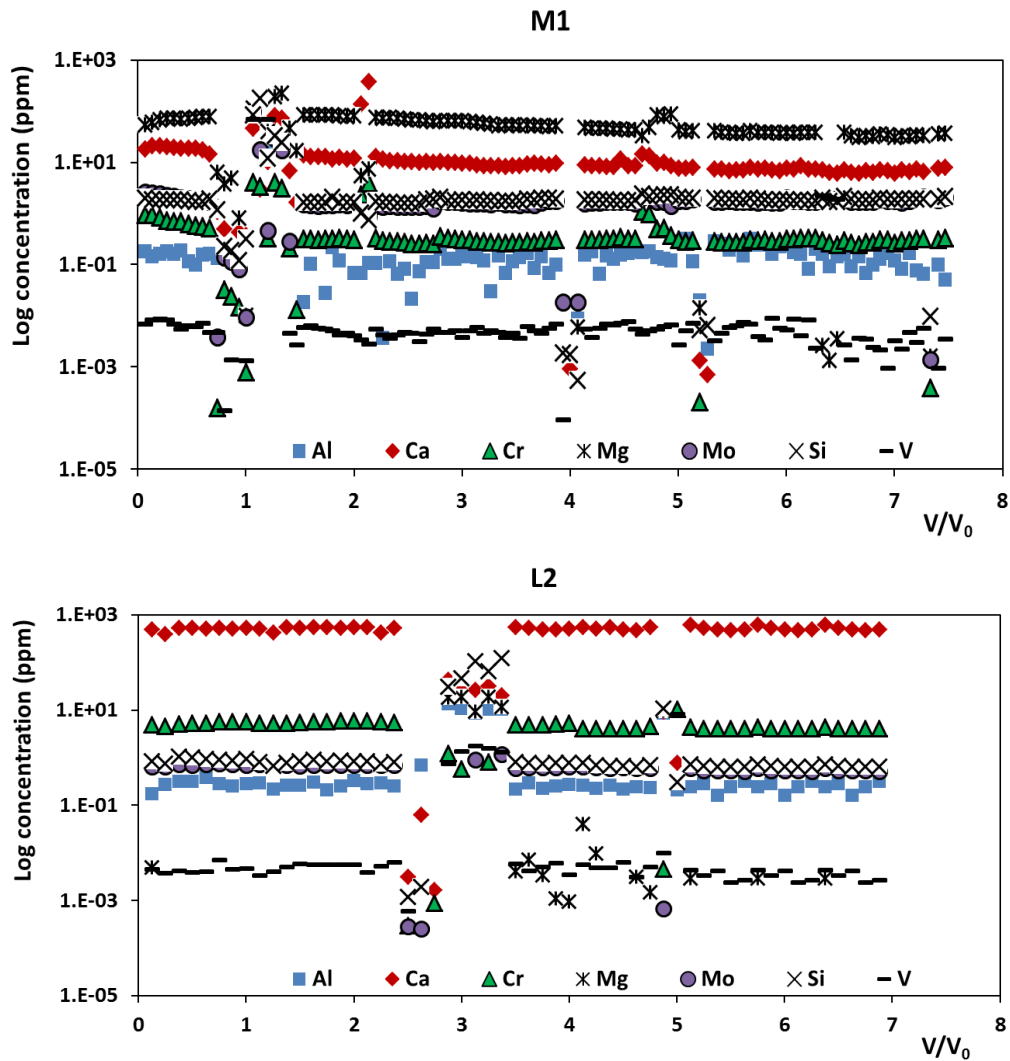 M1
Log concentration (ppm)
1.E+03
1.E+01
1.E-01
1.E-03
1.E-05
Al Ca Cr Mg Mo Si V
0 1 2 3 4 5 6 7 8
V/V0
L2
Log concentration (ppm)
1.E+03
1.E+01
1.E-01
1.E-03
1.E-05
Al Ca Cr Mg Mo Si V
0 1 2 3 4 5 6 7 8
V/V0